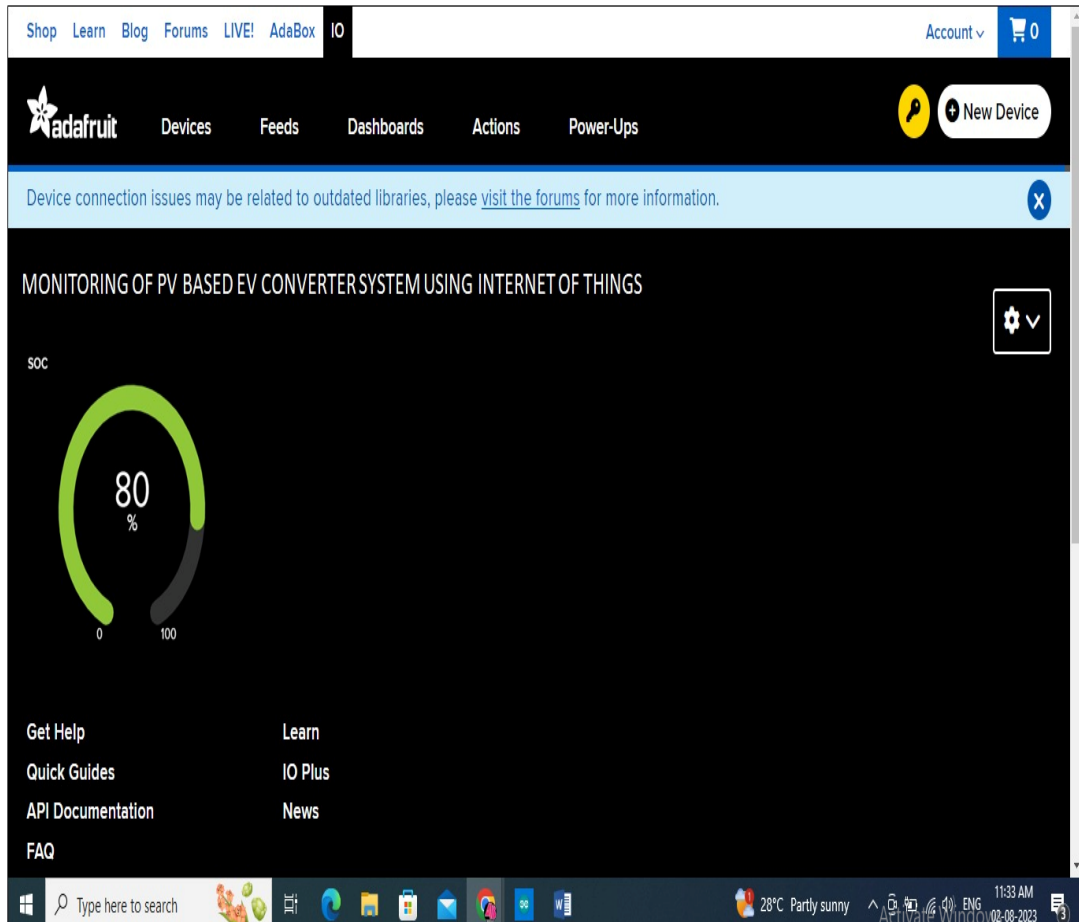 Shop Learn Blog Forums LIVE! AdaBox IO Account 0
adafruit Devices Feeds Dashboards Actions Power-Ups New Device
Device connection issues may be related to outdated libraries, please visit the forums for more information.
MONITORING OF PV BASED EV CONVERTER SYSTEM USING INTERNET OF THINGS
SOC
80
%
0 100
Get Help Learn
Quick Guides IO Plus
API Documentation News
FAQ
Type here to search 28°C Partly sunny ENG 11:33 AM
Activate Windows 02-08-2023 3